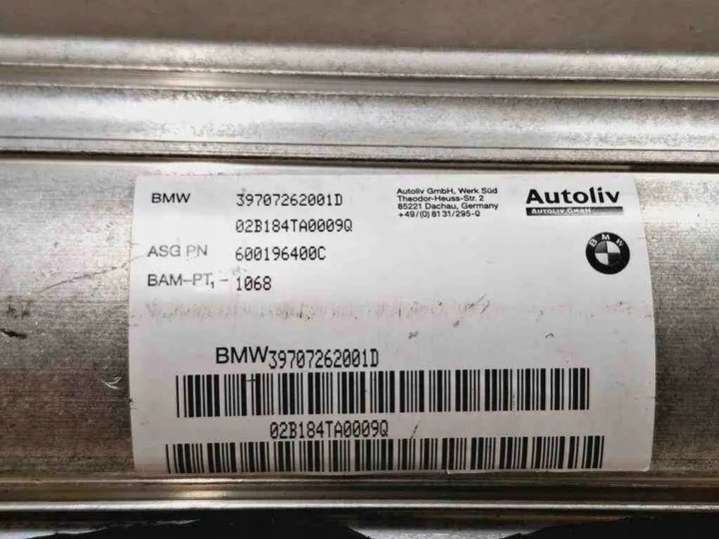 BMW 39707262001D
02B184TA0009Q
ASG PN 600196400C
BAM-PT,- 1068
Autoliv GmbH, Werk Süd
Theodor-Heuss-Str. 2
85221 Dachau, Germany
+49/(0)8131/295-0
Autoliv
AUTOLIV GMBH
BMW
BMW39707262001D
02B184TA0009Q